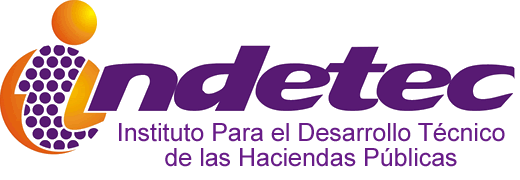 indetec
Instituto Para el Desarrollo Técnico
de las Haciendas Públicas